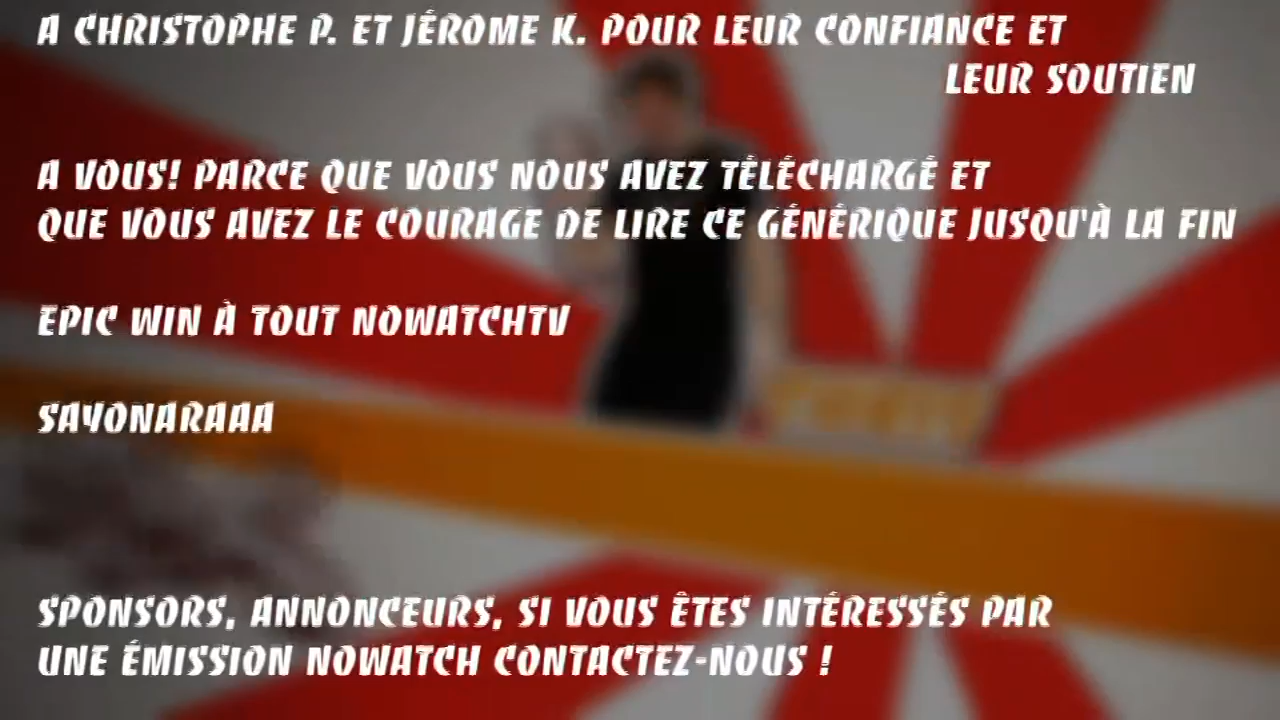 A CHRISTOPHE P. ET JÉROME K. POUR LEUR CONFIANCE ET
LEUR SOUTIEN
A VOUS! PARCE QUE VOUS NOUS AVEZ TÉLÉCHARGÉ ET
QUE VOUS AVEZ LE COURAGE DE LIRE CE GÉNÉRIQUE JUSQU'À LA FIN
EPIC WIN À TOUT NOWATCHTV
SAYONARAAA
SPONSORS, ANNONCEURS, SI VOUS ÊTES INTÉRESSÉS PAR
UNE ÉMISSION NOWATCH CONTACTEZ-NOUS !